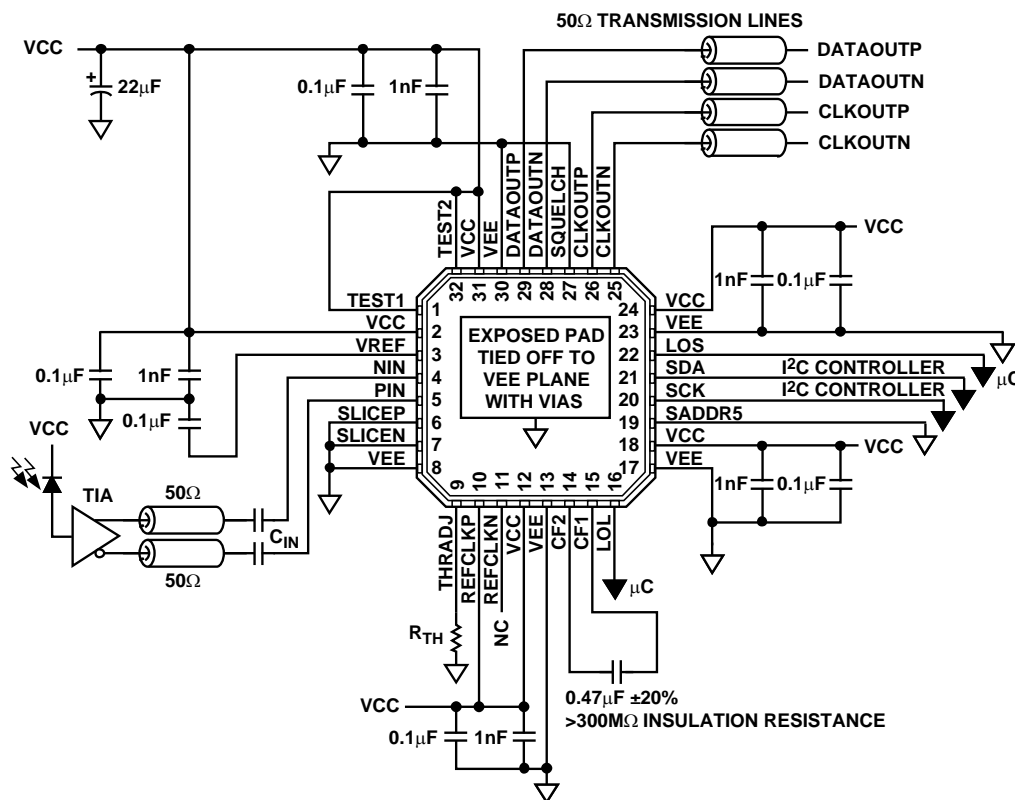 50Ω TRANSMISSION LINES
VCC
DATAOUTP
DATAOUTN
CLKOUTP
CLKOUTN
+
22µF
0.1µF
1nF
TEST2
VCC
VEE
DATAOUTP
DATAOUTN
SQUELCH
CLKOUTP
CLKOUTN
32
31
30
29
28
27
26
25
VCC
1nF
0.1µF
TEST1
VCC
VREF
NIN
PIN
SLICEP
SLICEN
VEE
1
2
3
4
5
6
7
8
EXPOSED PAD
TIED OFF TO
VEE PLANE
WITH VIAS
24
23
22
21
20
19
18
17
VCC
VEE
LOS
SDA
SCK
SADDR5
VCC
VEE
I2C CONTROLLER
I2C CONTROLLER
µC
VCC
1nF
0.1µF
0.1µF
1nF
0.1µF
VCC
TIA
50Ω
50Ω
CIN
9
10
11
12
13
14
15
16
THRADJ
REFCLKP
REFCLKN
VCC
VEE
CF2
CF1
LOL
µC
RTH
NC
VCC
0.1µF
1nF
0.47µF ±20%
>300MΩ INSULATION RESISTANCE